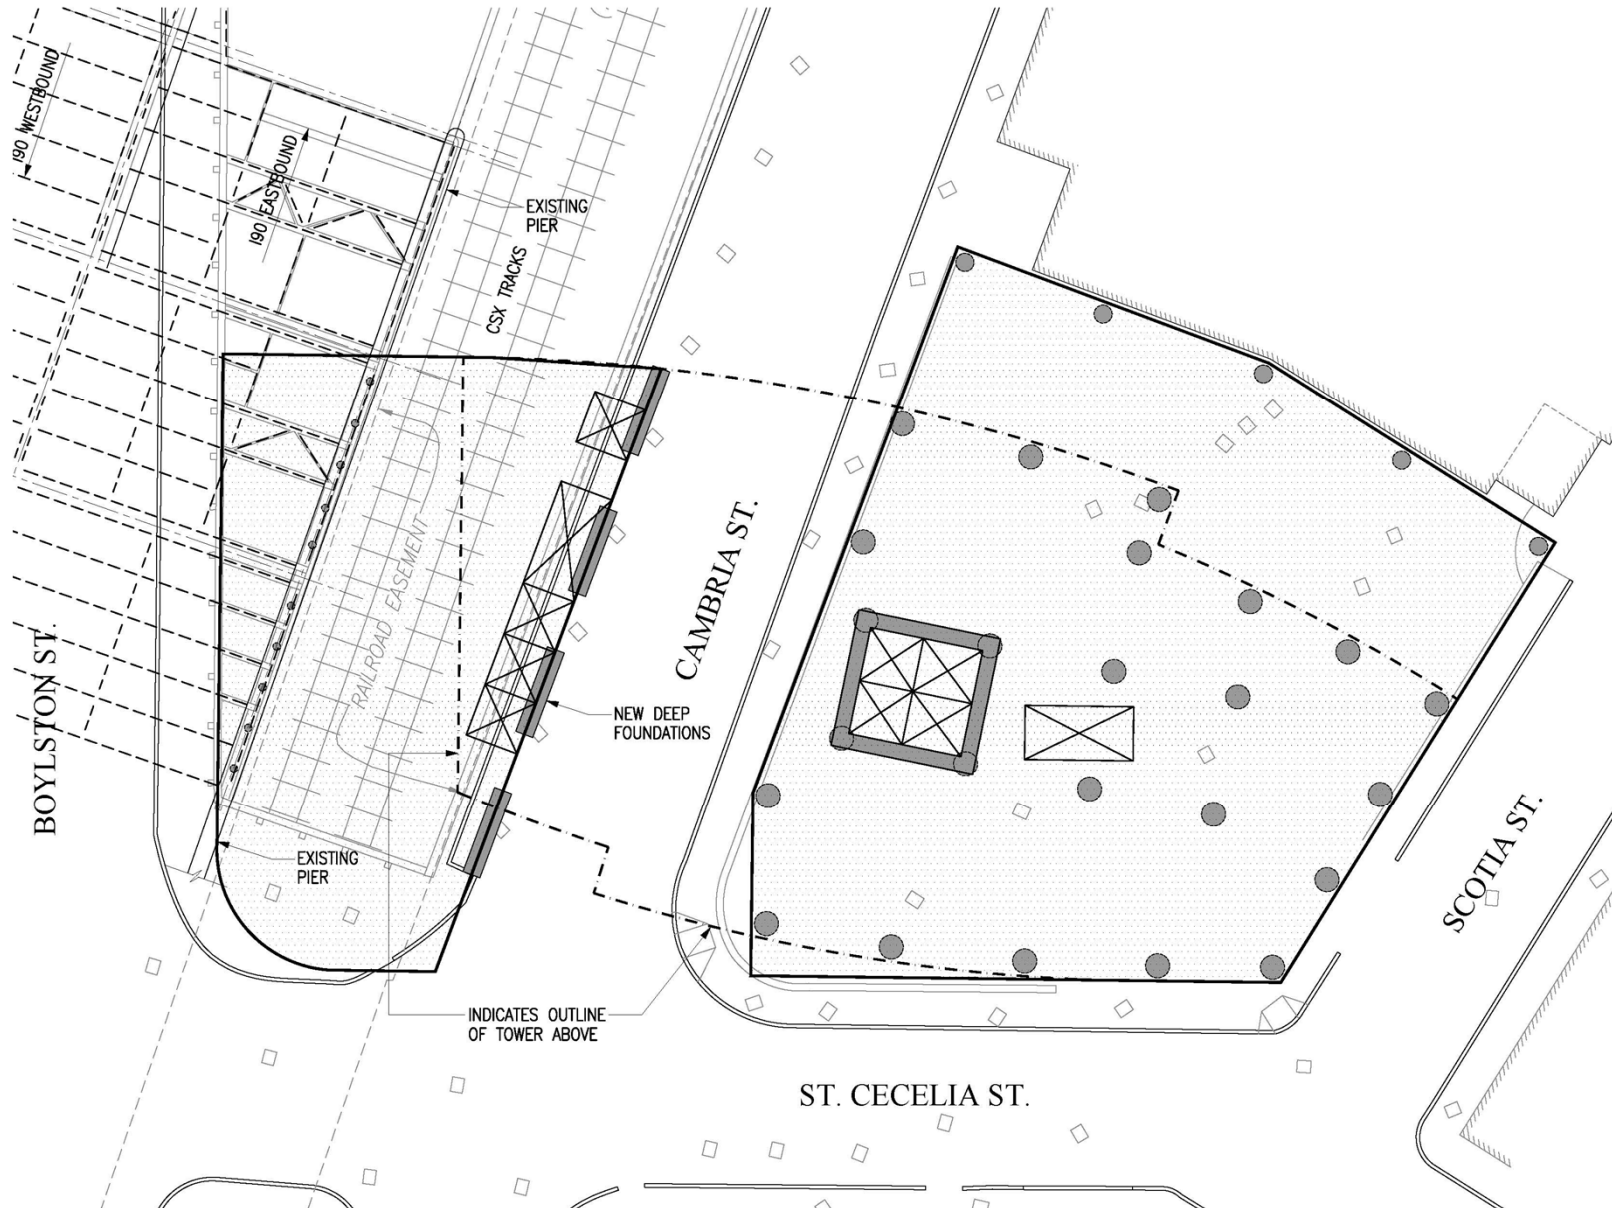 190 WESTBOUND
190 EASTBOUND
EXISTING
PIER
CSX TRACKS
RAILROAD EASEMENT
CAMBRIA ST.
BOYLSTON ST.
NEW DEEP
FOUNDATIONS
EXISTING
PIER
SCOTIA ST.
INDICATES OUTLINE
OF TOWER ABOVE
ST. CECELIA ST.